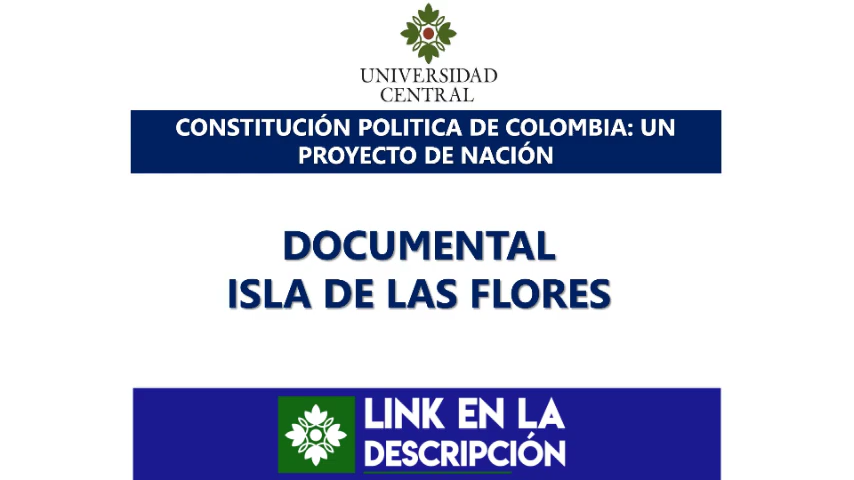 UNIVERSIDAD
CENTRAL
CONSTITUCIÓN POLITICA DE COLOMBIA: UN
PROYECTO DE NACIÓN
DOCUMENTAL
ISLA DE LAS FLORES
LINK EN LA
DESCRIPCIÓN